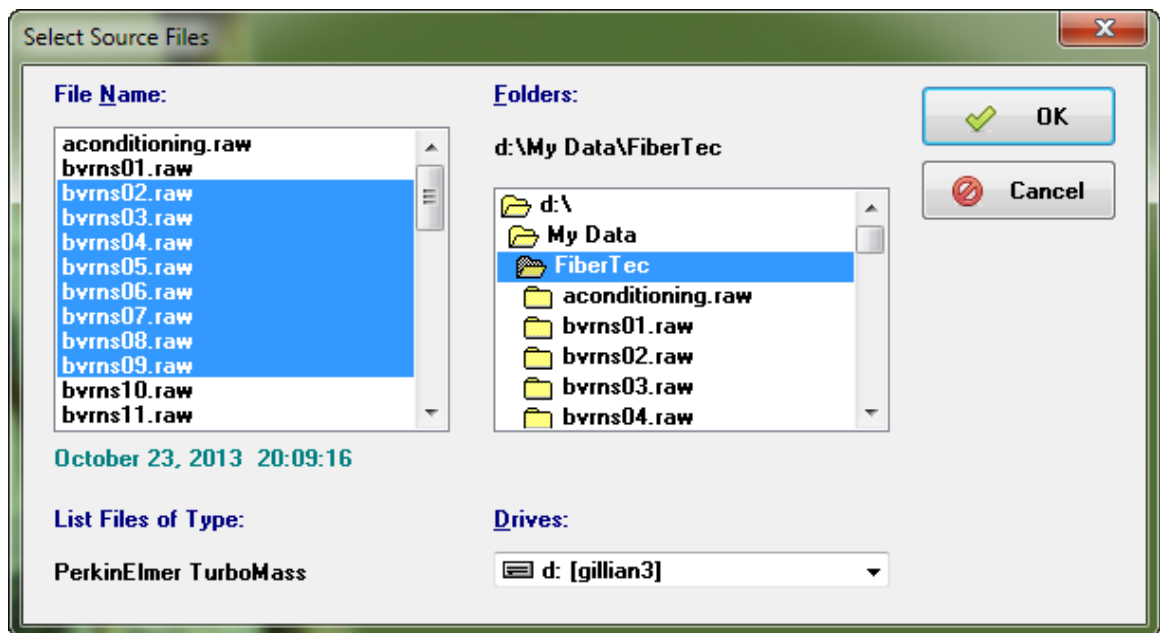 Select Source Files
File Name:
aconditioning.raw
bvrns01.raw
bvrns02.raw
bvrns03.raw
bvrns04.raw
bvrns05.raw
bvrns06.raw
bvrns07.raw
bvrns08.raw
bvrns09.raw
bvrns10.raw
bvrns11.raw
October 23, 2013 20:09:16
List Files of Type:
PerkinElmer TurboMass
Folders:
d:\My Data\FiberTec
d:\
My Data
FiberTec
aconditioning.raw
bvrns01.raw
bvrns02.raw
bvrns03.raw
bvrns04.raw
Drives:
d: [gillian3]
OK
Cancel